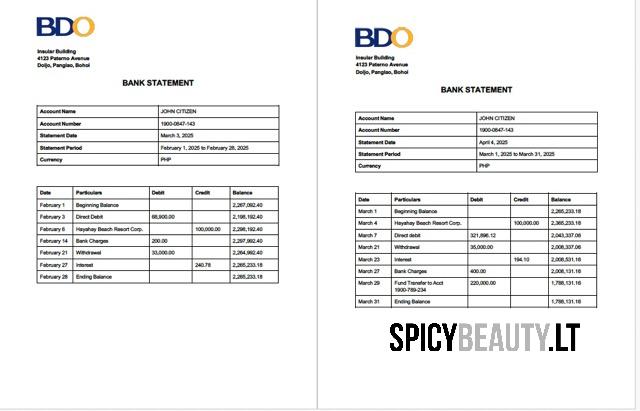 BDO
Insular Building
4123 Paterno Avenue
Doljo, Panglao, Bohol
BANK STATEMENT
Account Name JOHN CITIZEN
Account Number 1900-0847-143
Statement Date March 3, 2025
Statement Period February 1, 2025 to February 28, 2025
Currency PHP
Date Particulars Debit Credit Balance
February 1 Beginning Balance 2,267,092.40
February 3 Direct Debit 68,900.00 2,198,192.40
February 6 Hayahay Beach Resort Corp. 100,000.00 2,298,192.40
February 14 Bank Charges 200.00 2,297,992.40
February 21 Withdrawal 33,000.00 2,264,992.40
February 27 Interest 240.78 2,265,233.18
February 28 Ending Balance 2,265,233.18
BDO
Insular Building
4123 Paterno Avenue
Doljo, Panglao, Bohol
BANK STATEMENT
Account Name JOHN CITIZEN
Account Number 1900-0847-143
Statement Date April 4, 2025
Statement Period March 1, 2025 to March 31, 2025
Currency PHP
Date Particulars Debit Credit Balance
March 1 Beginning Balance 2,265,233.18
March 4 Hayahay Beach Resort Corp. 100,000.00 2,365,233.18
March 7 Direct debit 321,896.12 2,043,337.06
March 21 Withdrawal 35,000.00 2,008,337.06
March 23 Interest 194.10 2,008,531.16
March 27 Bank Charges 400.00 2,008,131.16
March 29 Fund Transfer to Acct 220,000.00 1,788,131.16
1900-789-234
March 31 Ending Balance 1,788,131.16
SPICYBEAUTY.LT